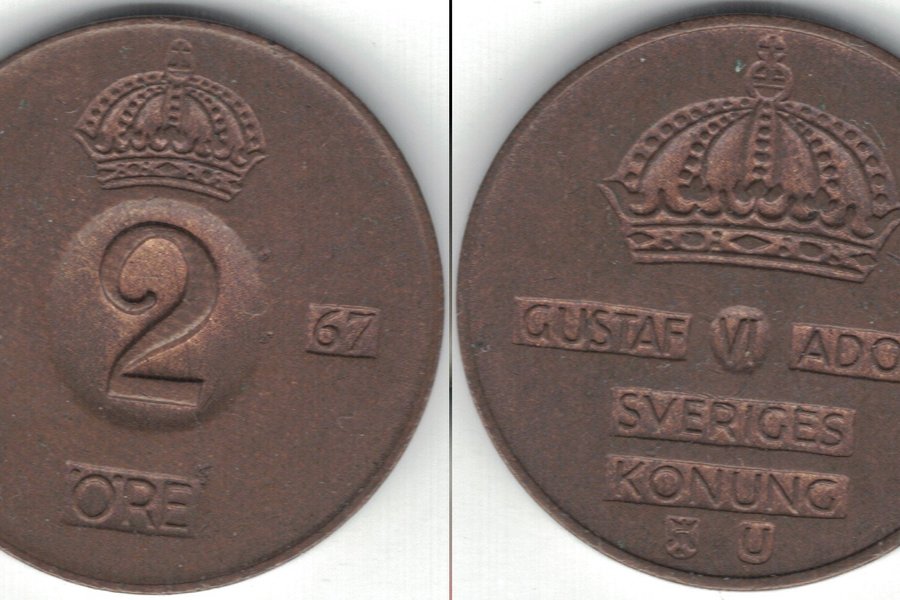 2
67
ÖRE
GUSTAF VI ADO
SVERIGES
KONUNG
U